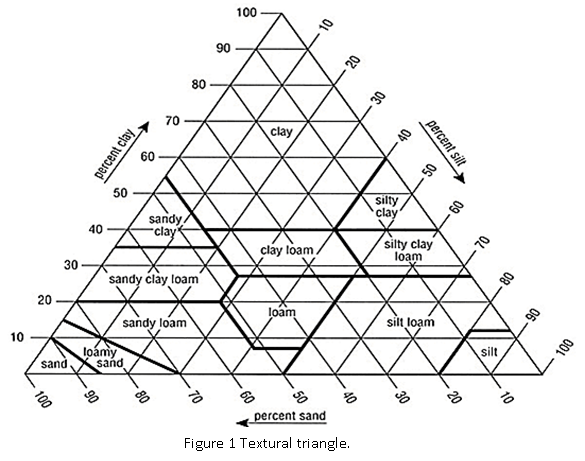 100
90
80
70
60
50
40
30
20
10
10
20
30
40
50
60
70
80
90
100
percent clay
percent silt
clay
silty
clay
sandy
clay
clay loam
silty clay
loam
sandy clay loam
loam
sandy loam
silt loam
loamy
sand
sand
silt
100
90
80
70
60
50
40
30
20
10
percent sand
Figure 1 Textural triangle.